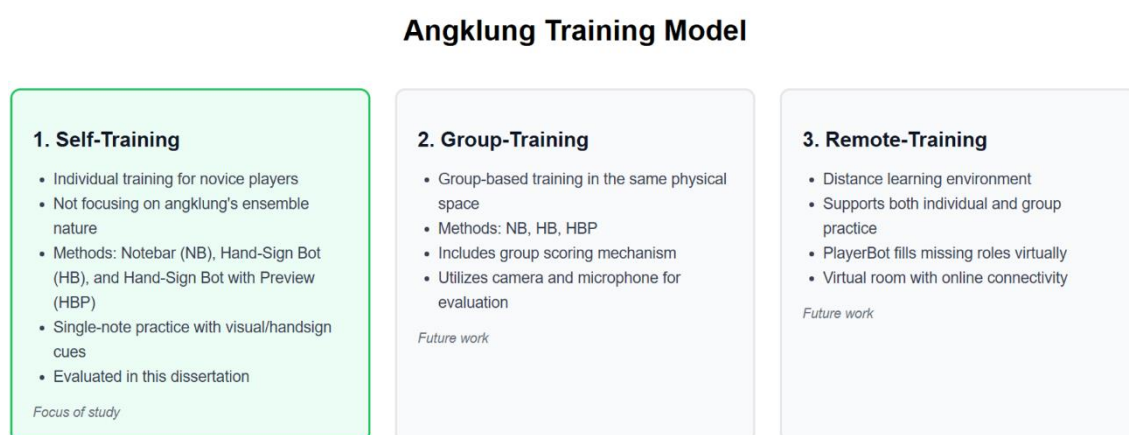 Angklung Training Model
1. Self-Training
• Individual training for novice players
• Not focusing on angklung's ensemble
nature
• Methods: Notebar (NB), Hand-Sign Bot
(HB), and Hand-Sign Bot with Preview
(HBP)
• Single-note practice with visual/handsign
cues
• Evaluated in this dissertation
Focus of study
2. Group-Training
• Group-based training in the same physical
space
• Methods: NB, HB, HBP
• Includes group scoring mechanism
• Utilizes camera and microphone for
evaluation
Future work
3. Remote-Training
• Distance learning environment
• Supports both individual and group
practice
• PlayerBot fills missing roles virtually
• Virtual room with online connectivity
Future work